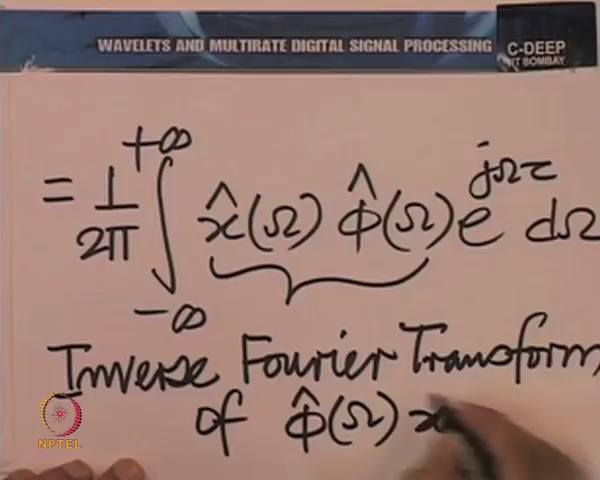 WAVELETS AND MULTIRATE DIGITAL SIGNAL PROCESSING
C-DEEP
IIT BOMBAY
= 1/2π ∫_{-∞}^{+∞} x̂(Ω) φ̂(Ω) e^{jΩτ} dΩ
Inverse Fourier Transform
of φ̂(Ω) x
NPTEL